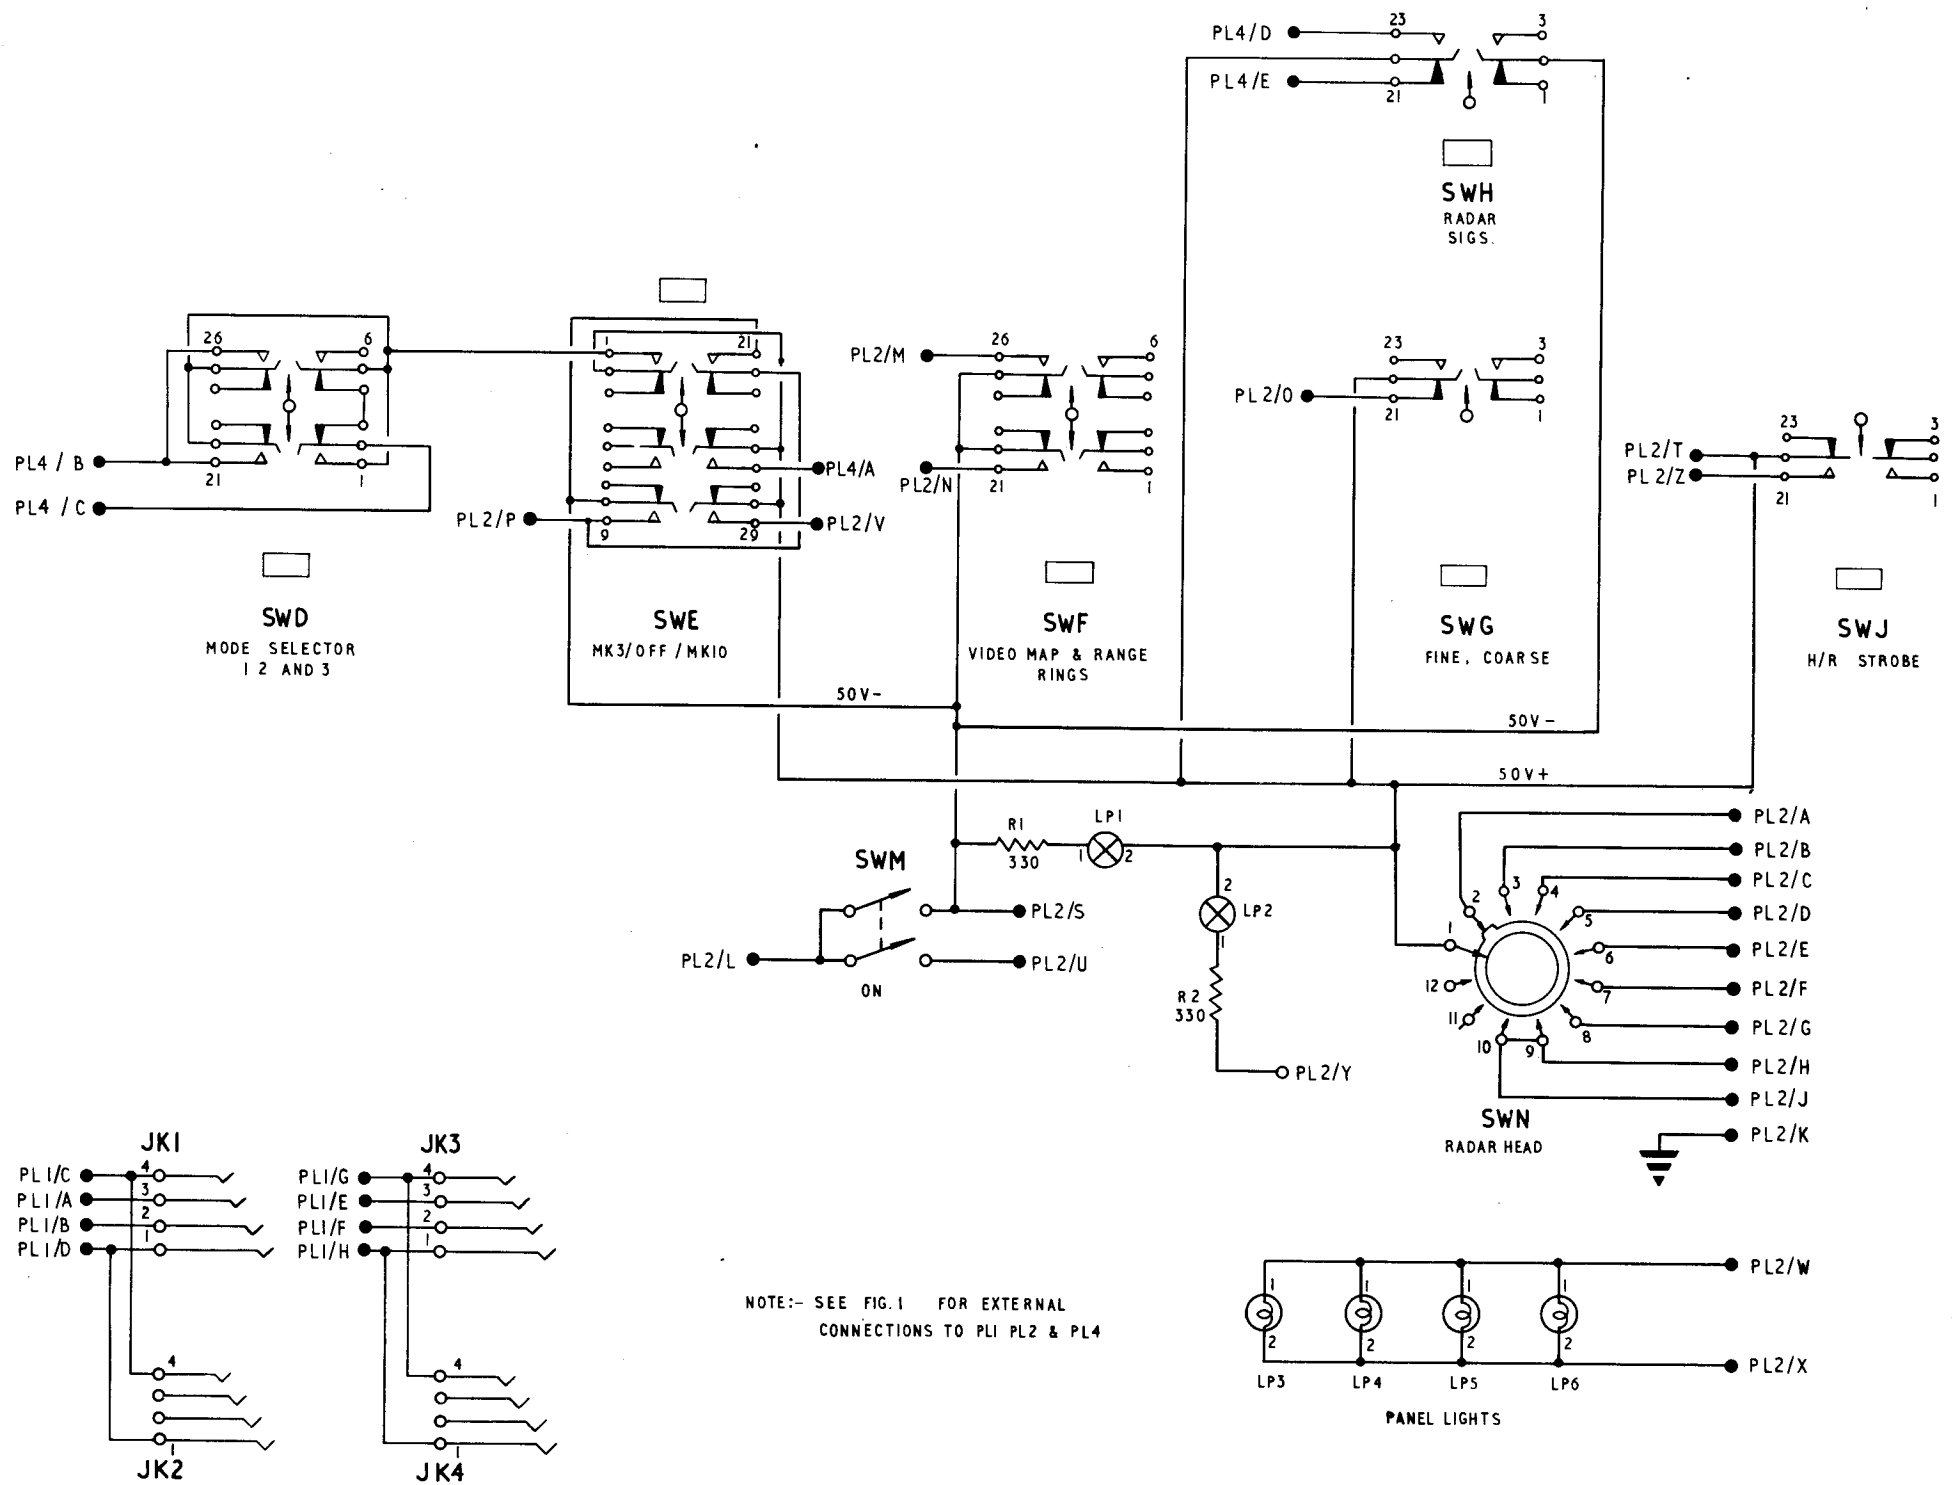 PL4/D
23
3
PL4/E
21
1
SWH
RADAR
SIGS.
26
6
21
1
PL4 / B
PL4 / C
SWD
MODE SELECTOR
1 2 AND 3
1
21
9
29
PL4/A
PL2/P
PL2/V
SWE
MK3/OFF / MK10
PL2/M
26
6
PL2/N
21
1
SWF
VIDEO MAP & RANGE
RINGS
23
3
PL2/O
21
1
SWG
FINE, COARSE
23
3
PL2/T
PL2/Z
21
1
SWJ
H/R STROBE
50V-
50V-
50V+
R1
330
LP1
1
2
SWM
PL2/S
PL2/L
PL2/U
ON
2
LP2
1
R2
330
PL2/Y
PL2/A
PL2/B
PL2/C
PL2/D
PL2/E
PL2/F
PL2/G
PL2/H
PL2/J
PL2/K
1
2
3
4
5
6
7
8
9
10
11
12
SWN
RADAR HEAD
JK1
PL1/C
4
PL1/A
3
PL1/B
2
PL1/D
1
4
1
JK2
JK3
PL1/G
4
PL1/E
3
PL1/F
2
PL1/H
1
4
1
JK4
NOTE:- SEE FIG.1 FOR EXTERNAL
CONNECTIONS TO PL1 PL2 & PL4
PL2/W
1
1
1
1
2
2
2
2
PL2/X
LP3
LP4
LP5
LP6
PANEL LIGHTS